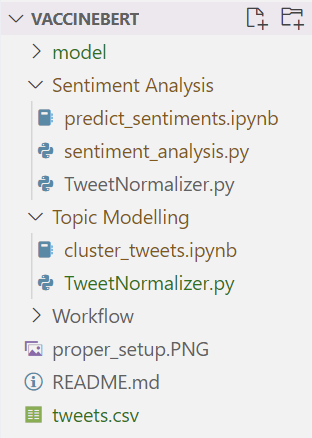 VACCINEBERT
model
Sentiment Analysis
predict_sentiments.ipynb
sentiment_analysis.py
TweetNormalizer.py
Topic Modelling
cluster_tweets.ipynb
TweetNormalizer.py
Workflow
proper_setup.PNG
README.md
tweets.csv